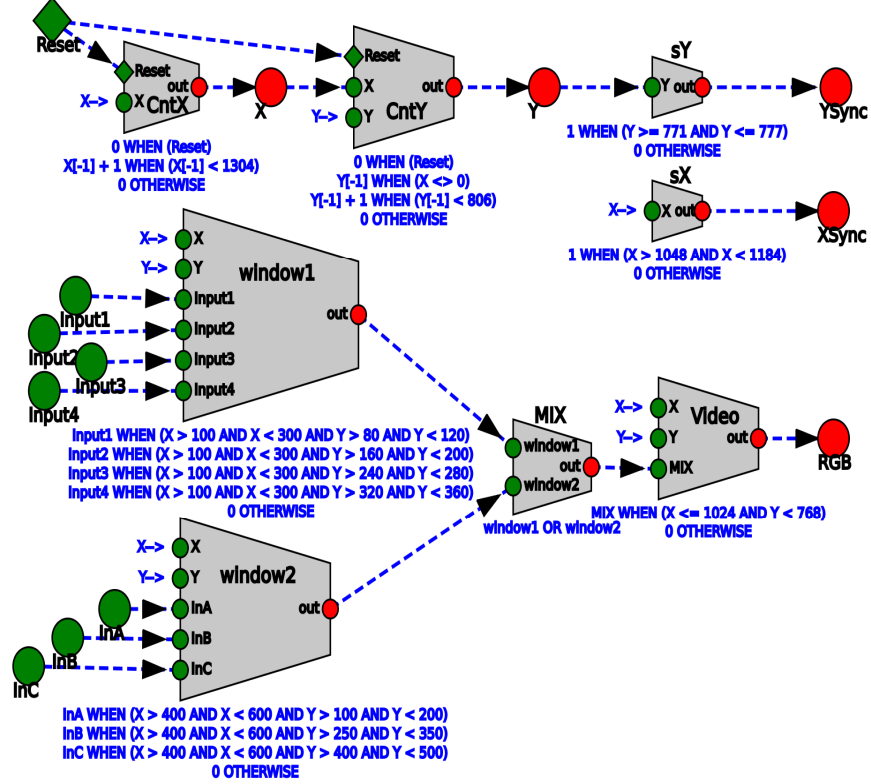 Reset
Reset
X
out
CntX
X–>
0 WHEN (Reset)
X[-1] + 1 WHEN (X[-1] < 1304)
0 OTHERWISE
X
Reset
X
Y
out
CntY
Y–>
0 WHEN (Reset)
Y[-1] WHEN (X <> 0)
Y[-1] + 1 WHEN (Y[-1] < 806)
0 OTHERWISE
Y
sY
Y out
YSync
1 WHEN (Y >= 771 AND Y <= 777)
0 OTHERWISE
sX
X–>
X out
XSync
1 WHEN (X > 1048 AND X < 1184)
0 OTHERWISE
X–>
X
Y–>
Y
window1
Input1
Input2
Input3
Input4
out
Input1
Input2
Input3
Input4
Input1 WHEN (X > 100 AND X < 300 AND Y > 80 AND Y < 120)
Input2 WHEN (X > 100 AND X < 300 AND Y > 160 AND Y < 200)
Input3 WHEN (X > 100 AND X < 300 AND Y > 240 AND Y < 280)
Input4 WHEN (X > 100 AND X < 300 AND Y > 320 AND Y < 360)
0 OTHERWISE
MIX
window1
out
window2
window1 OR window2
X–>
X
Video
Y–>
Y
out
MIX
RGB
MIX WHEN (X <= 1024 AND Y < 768)
0 OTHERWISE
X–>
X
Y–>
Y
window2
InA
InB
InC
out
InA
InB
InC
InA WHEN (X > 400 AND X < 600 AND Y > 100 AND Y < 200)
InB WHEN (X > 400 AND X < 600 AND Y > 250 AND Y < 350)
InC WHEN (X > 400 AND X < 600 AND Y > 400 AND Y < 500)
0 OTHERWISE